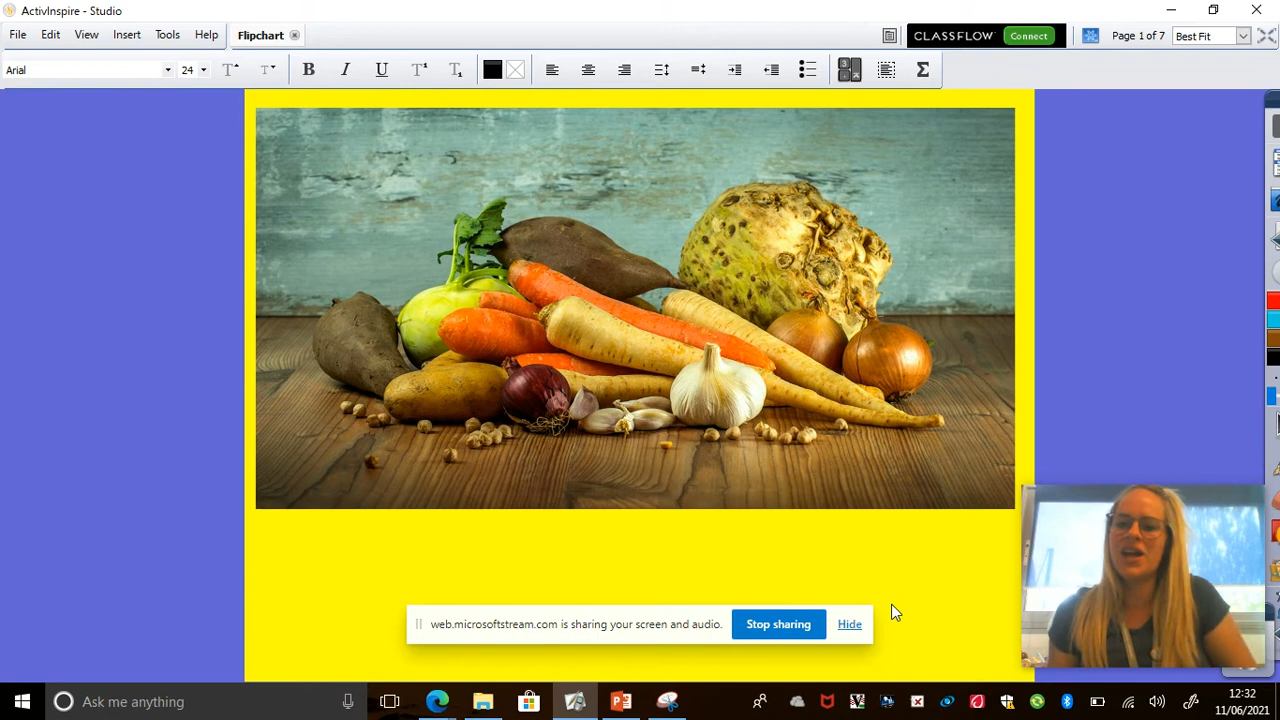 ActivInspire - Studio
File Edit View Insert Tools Help Flipchart CLASSFLOW Connect Page 1 of 7 Best Fit
Arial 24 B I U T T Σ
web.microsoftstream.com is sharing your screen and audio. Stop sharing Hide
Ask me anything 12:32
11/06/2021